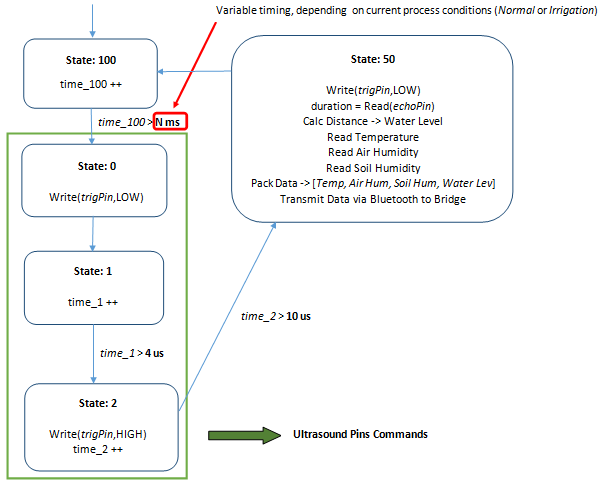 Variable timing, depending on current process conditions (Normal or Irrigation)
State: 100
time_100 ++
time_100 > N ms
State: 0
Write(trigPin,LOW)
State: 1
time_1 ++
time_1 > 4 us
State: 2
Write(trigPin,HIGH)
time_2 ++
time_2 > 10 us
State: 50
Write(trigPin,LOW)
duration = Read(echoPin)
Calc Distance -> Water Level
Read Temperature
Read Air Humidity
Read Soil Humidity
Pack Data -> [Temp, Air Hum, Soil Hum, Water Lev]
Transmit Data via Bluetooth to Bridge
Ultrasound Pins Commands